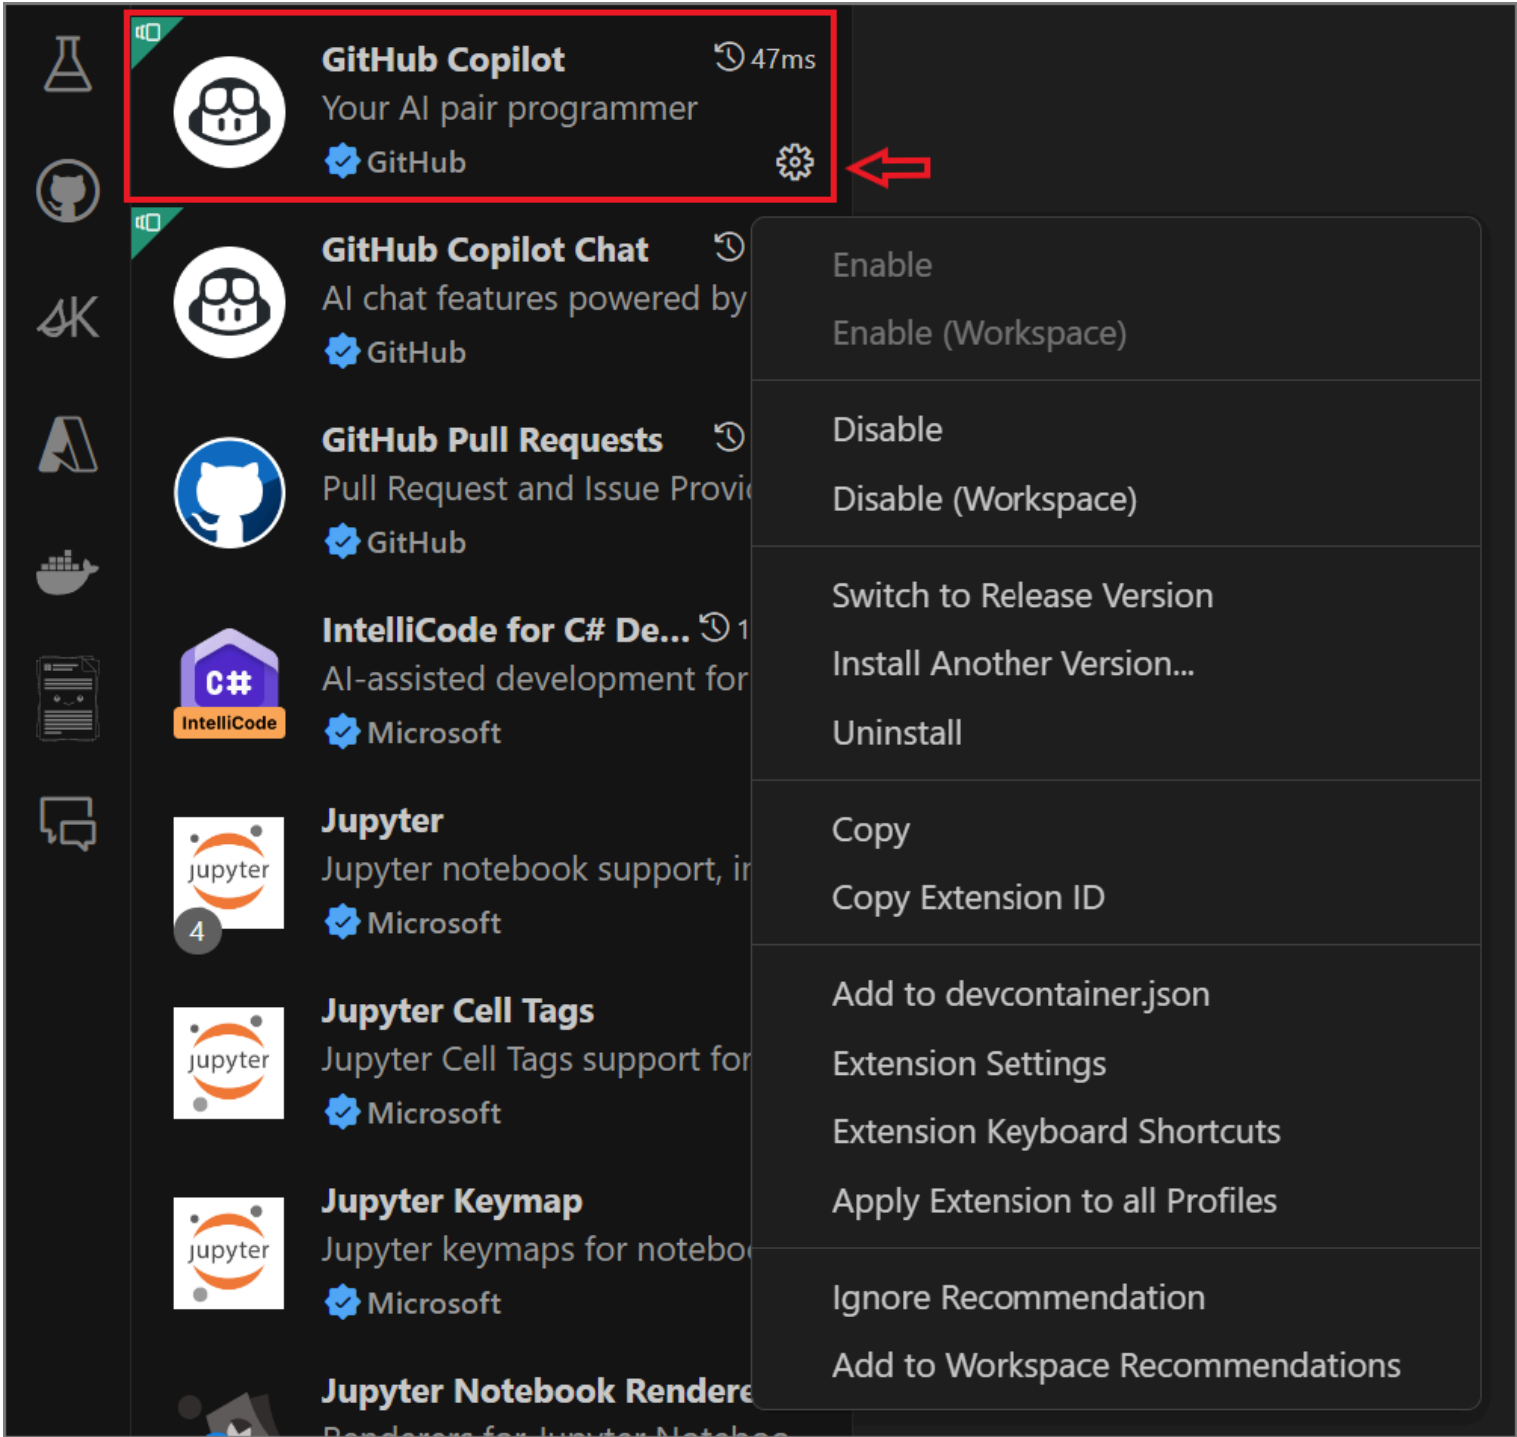 GitHub Copilot 47ms
Your AI pair programmer
GitHub
GitHub Copilot Chat
AI chat features powered by
GitHub
GitHub Pull Requests
Pull Request and Issue Provi
GitHub
IntelliCode for C# De... 1
AI-assisted development for
Microsoft
C#
IntelliCode
Jupyter
Jupyter notebook support, i
Microsoft
jupyter
4
Jupyter Cell Tags
Jupyter Cell Tags support for
Microsoft
jupyter
Jupyter Keymap
Jupyter keymaps for notebo
Microsoft
jupyter
Jupyter Notebook Rendere
Renderers for Jupyter Noteboo
Enable
Enable (Workspace)
Disable
Disable (Workspace)
Switch to Release Version
Install Another Version...
Uninstall
Copy
Copy Extension ID
Add to devcontainer.json
Extension Settings
Extension Keyboard Shortcuts
Apply Extension to all Profiles
Ignore Recommendation
Add to Workspace Recommendations